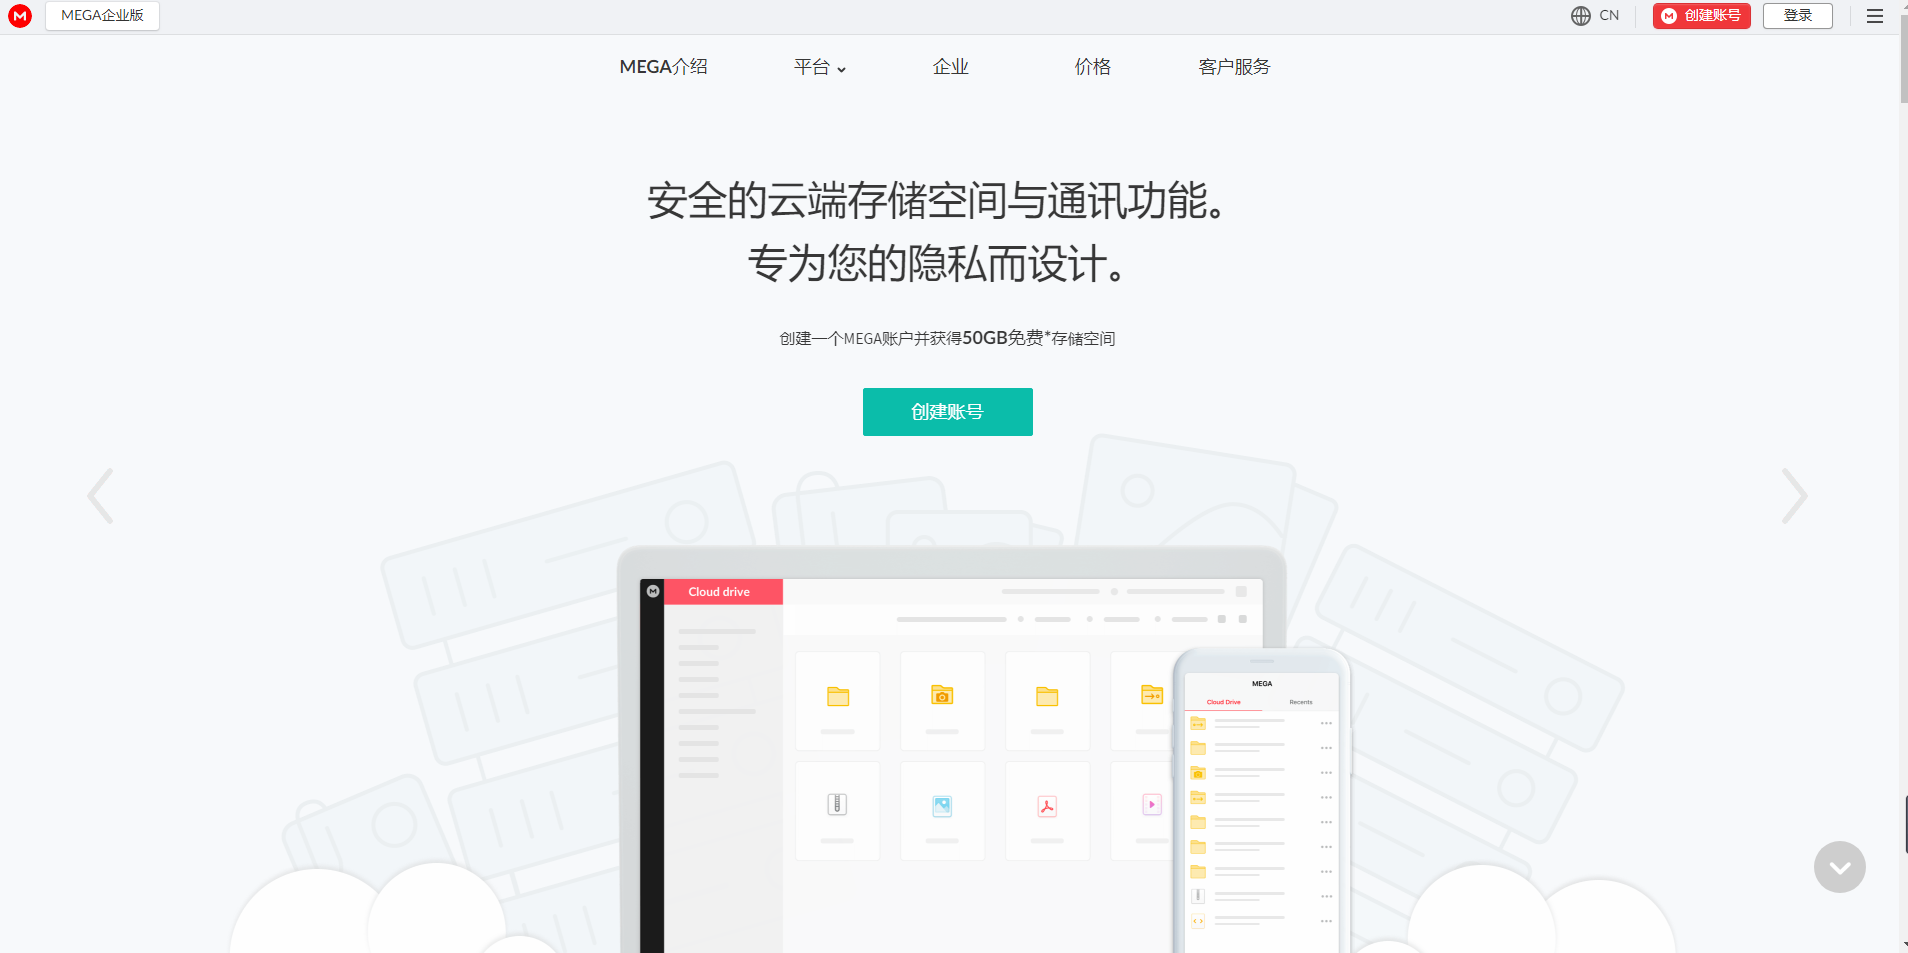 MEGA企业版
CN
创建账号
登录
MEGA介绍
平台
企业
价格
客户服务
安全的云端存储空间与通讯功能。
专为您的隐私而设计。
创建一个MEGA账户并获得50GB免费*存储空间
创建账号
Cloud drive
MEGA
Cloud Drive
Recents